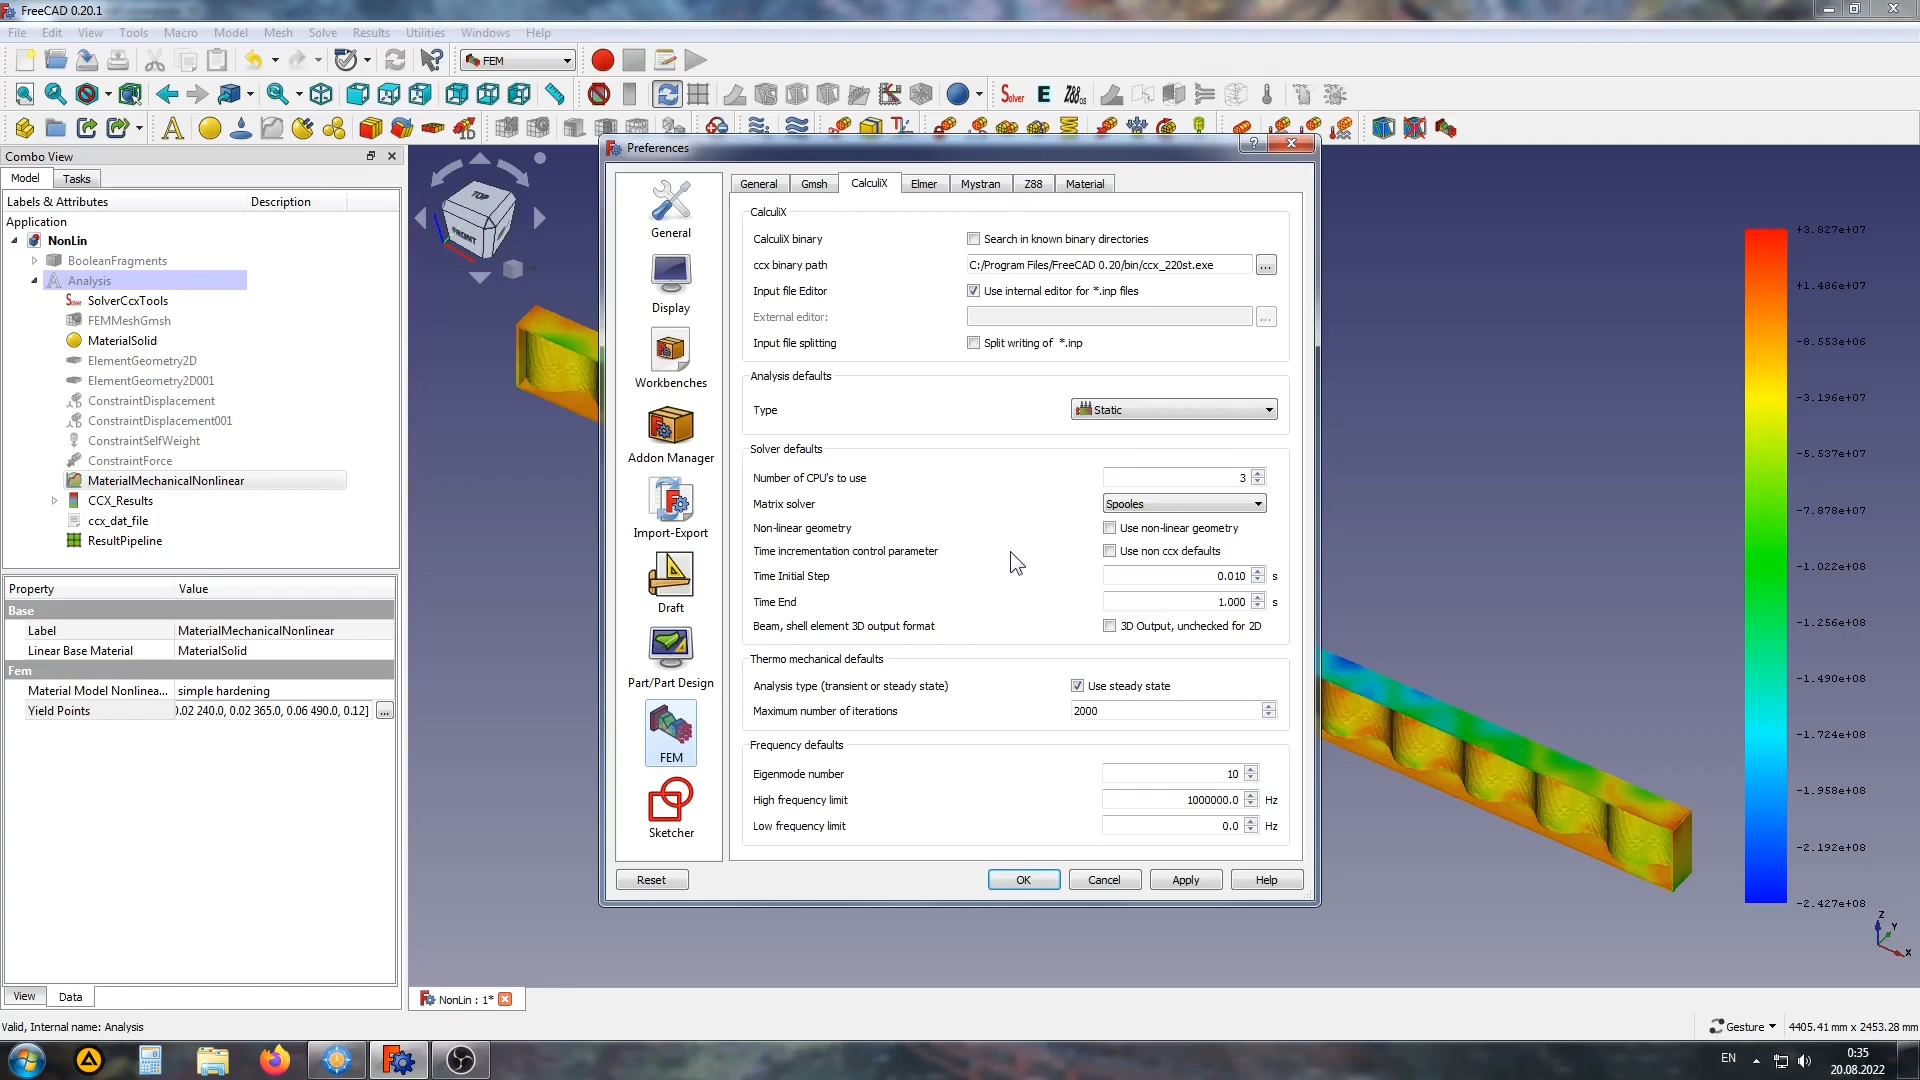 FreeCAD 0.20.1
File Edit View Tools Macro Model Mesh Solve Results Utilities Windows Help
FEM
Solver E Z88os
Combo View
Model Tasks
Labels & Attributes Description
Application
NonLin
BooleanFragments
Analysis
SolverCcxTools
FEMMeshGmsh
MaterialSolid
ElementGeometry2D
ElementGeometry2D001
ConstraintDisplacement
ConstraintDisplacement001
ConstraintSelfWeight
ConstraintForce
MaterialMechanicalNonlinear
CCX_Results
ccx_dat_file
ResultPipeline
Property Value
Base
Label MaterialMechanicalNonlinear
Linear Base Material MaterialSolid
Fem
Material Model Nonlinea... simple hardening
Yield Points 0.02 240.0, 0.02 365.0, 0.06 490.0, 0.12] ...
View Data
Valid, Internal name: Analysis
TOP
FRONT
Preferences
General
Display
Workbenches
Addon Manager
Import-Export
Draft
Part/Part Design
FEM
Sketcher
General Gmsh CalculiX Elmer Mystran Z88 Material
CalculiX
CalculiX binary Search in known binary directories
ccx binary path C:/Program Files/FreeCAD 0.20/bin/ccx_220st.exe ...
Input file Editor Use internal editor for *.inp files
External editor: ...
Input file splitting Split writing of *.inp
Analysis defaults
Type Static
Solver defaults
Number of CPU's to use 3
Matrix solver Spooles
Non-linear geometry Use non-linear geometry
Time incrementation control parameter Use non ccx defaults
Time Initial Step 0.010 s
Time End 1.000 s
Beam, shell element 3D output format 3D Output, unchecked for 2D
Thermo mechanical defaults
Analysis type (transient or steady state) Use steady state
Maximum number of iterations 2000
Frequency defaults
Eigenmode number 10
High frequency limit 1000000.0 Hz
Low frequency limit 0.0 Hz
Reset OK Cancel Apply Help
+3.827e+07
+1.486e+07
-8.553e+06
-3.196e+07
-5.537e+07
-7.878e+07
-1.022e+08
-1.256e+08
-1.490e+08
-1.724e+08
-1.958e+08
-2.192e+08
-2.427e+08
Z
Y
X
NonLin : 1*
Gesture 4405.41 mm x 2453.28 mm
EN
0:35
20.08.2022